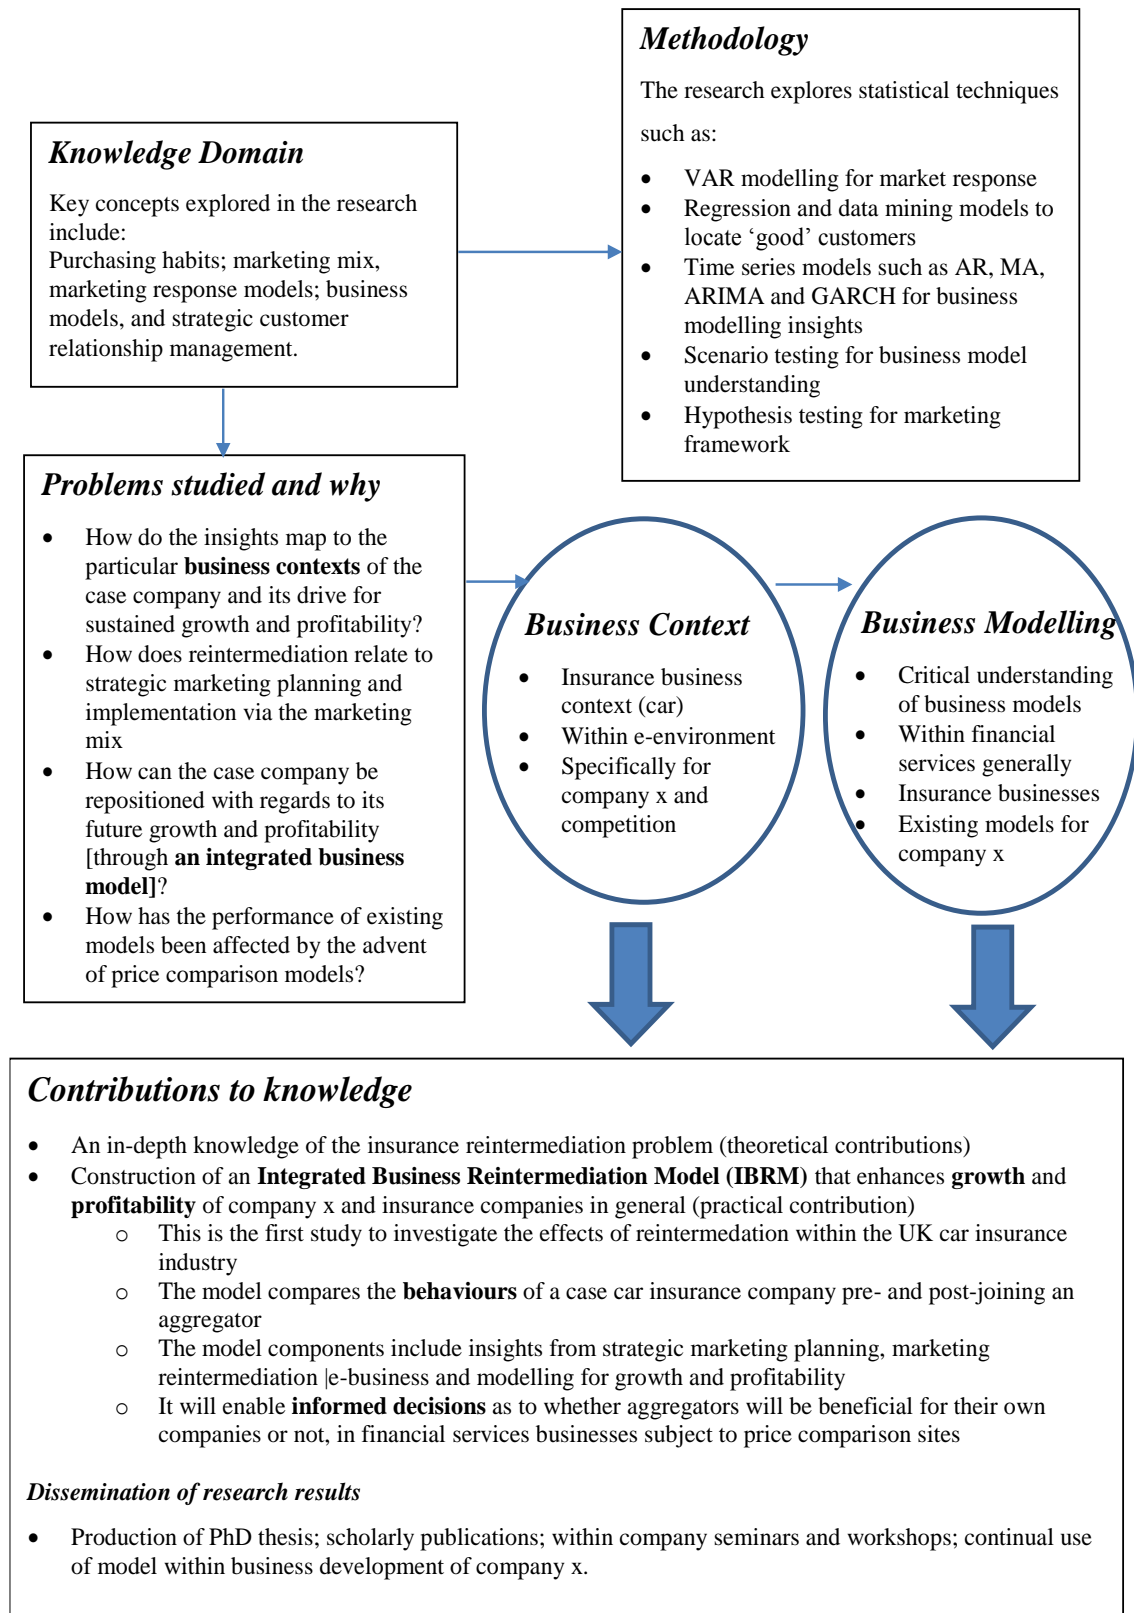 Methodology
The research explores statistical techniques
such as:
• VAR modelling for market response
• Regression and data mining models to
locate ‘good’ customers
• Time series models such as AR, MA,
ARIMA and GARCH for business
modelling insights
• Scenario testing for business model
understanding
• Hypothesis testing for marketing
framework
Knowledge Domain
Key concepts explored in the research
include:
Purchasing habits; marketing mix,
marketing response models; business
models, and strategic customer
relationship management.
Problems studied and why
• How do the insights map to the
particular business contexts of the
case company and its drive for
sustained growth and profitability?
• How does reintermediation relate to
strategic marketing planning and
implementation via the marketing
mix
• How can the case company be
repositioned with regards to its
future growth and profitability
[through an integrated business
model]?
• How has the performance of existing
models been affected by the advent
of price comparison models?
Business Context
• Insurance business
context (car)
• Within e-environment
• Specifically for
company x and
competition
Business Modelling
• Critical understanding
of business models
• Within financial
services generally
• Insurance businesses
• Existing models for
company x
Contributions to knowledge
• An in-depth knowledge of the insurance reintermediation problem (theoretical contributions)
• Construction of an Integrated Business Reintermediation Model (IBRM) that enhances growth and
profitability of company x and insurance companies in general (practical contribution)
o This is the first study to investigate the effects of reintermedation within the UK car insurance
industry
o The model compares the behaviours of a case car insurance company pre- and post-joining an
aggregator
o The model components include insights from strategic marketing planning, marketing
reintermediation |e-business and modelling for growth and profitability
o It will enable informed decisions as to whether aggregators will be beneficial for their own
companies or not, in financial services businesses subject to price comparison sites
Dissemination of research results
• Production of PhD thesis; scholarly publications; within company seminars and workshops; continual use
of model within business development of company x.